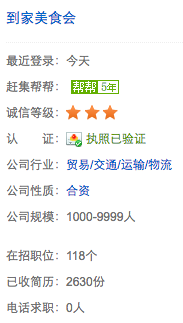 到家美食会
最近登录：今天
赶集帮帮：帮帮5年
诚信等级：
认　　证：执照已验证
公司行业：贸易/交通/运输/物流
公司性质：合资
公司规模：1000-9999人
在招职位：118个
已收简历：2630份
电话求职：0人